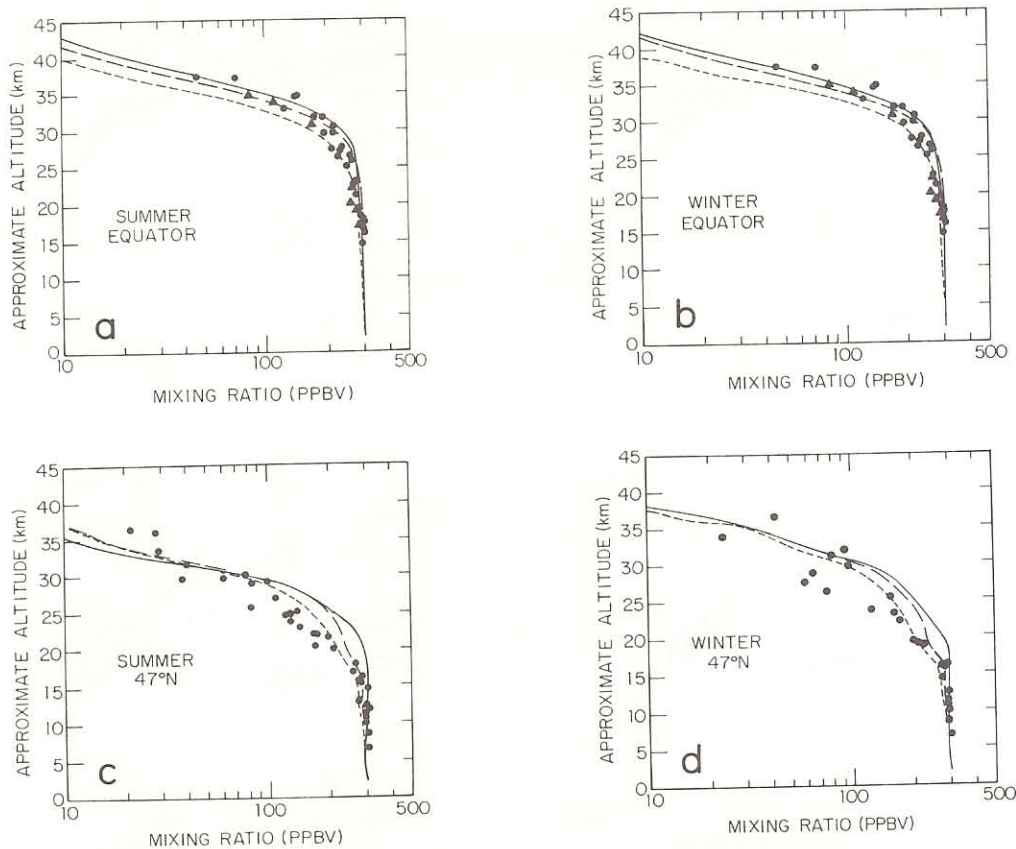 45
40
35
30
25
20
15
10
5
0
APPROXIMATE ALTITUDE (km)
SUMMER
EQUATOR
a
10
100
500
MIXING RATIO (PPBV)
45
40
35
30
25
20
15
10
5
0
APPROXIMATE ALTITUDE (km)
WINTER
EQUATOR
b
10
100
500
MIXING RATIO (PPBV)
45
40
35
30
25
20
15
10
5
0
APPROXIMATE ALTITUDE (km)
SUMMER
47°N
c
10
100
500
MIXING RATIO (PPBV)
45
40
35
30
25
20
15
10
5
0
APPROXIMATE ALTITUDE (km)
WINTER
47°N
d
10
100
500
MIXING RATIO (PPBV)